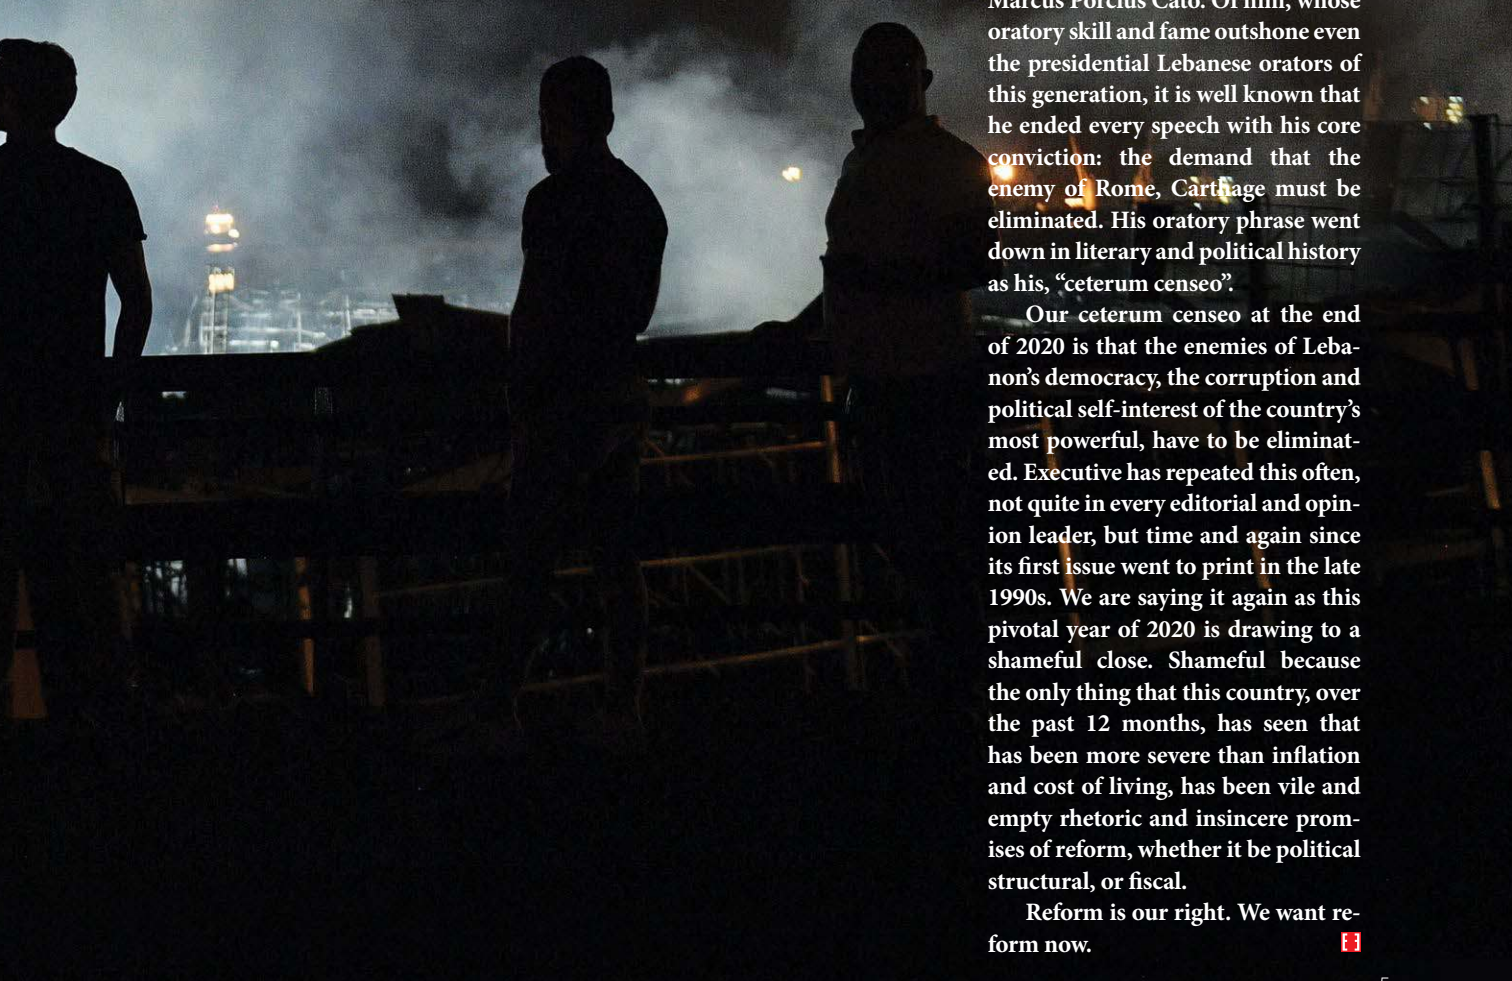 Marcus Porcius Cato. Of him, whose
oratory skill and fame outshone even
the presidential Lebanese orators of
this generation, it is well known that
he ended every speech with his core
conviction: the demand that the
enemy of Rome, Carthage must be
eliminated. His oratory phrase went
down in literary and political history
as his, “ceterum censeo”.
Our ceterum censeo at the end
of 2020 is that the enemies of Leba-
non’s democracy, the corruption and
political self-interest of the country’s
most powerful, have to be eliminat-
ed. Executive has repeated this often,
not quite in every editorial and opin-
ion leader, but time and again since
its first issue went to print in the late
1990s. We are saying it again as this
pivotal year of 2020 is drawing to a
shameful close. Shameful because
the only thing that this country, over
the past 12 months, has seen that
has been more severe than inflation
and cost of living, has been vile and
empty rhetoric and insincere prom-
ises of reform, whether it be political
structural, or fiscal.
Reform is our right. We want re-
form now.